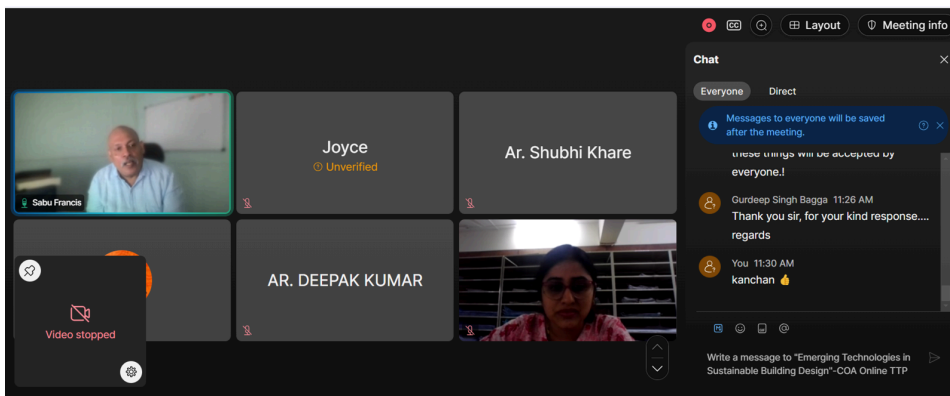 CC
Layout
Meeting info
Sabu Francis
Joyce
Unverified
Ar. Shubhi Khare
Video stopped
AR. DEEPAK KUMAR
Chat
Everyone
Direct
Messages to everyone will be saved
after the meeting.
these things will be accepted by
everyone.!
Gurdeep Singh Bagga 11:26 AM
Thank you sir, for your kind response....
regards
You 11:30 AM
kanchan 👍
@
Write a message to "Emerging Technologies in
Sustainable Building Design"-COA Online TTP